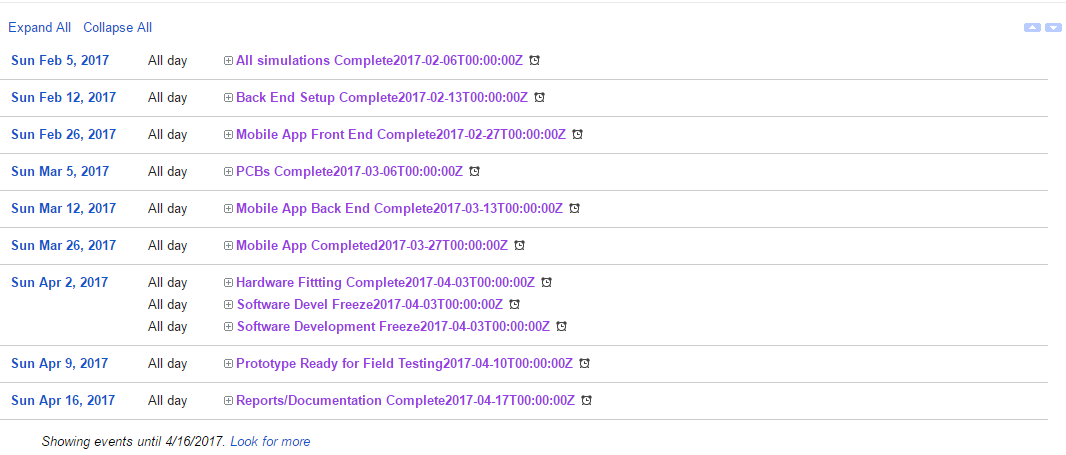 Expand All Collapse All
Sun Feb 5, 2017 All day All simulations Complete2017-02-06T00:00:00Z
Sun Feb 12, 2017 All day Back End Setup Complete2017-02-13T00:00:00Z
Sun Feb 26, 2017 All day Mobile App Front End Complete2017-02-27T00:00:00Z
Sun Mar 5, 2017 All day PCBs Complete2017-03-06T00:00:00Z
Sun Mar 12, 2017 All day Mobile App Back End Complete2017-03-13T00:00:00Z
Sun Mar 26, 2017 All day Mobile App Completed2017-03-27T00:00:00Z
Sun Apr 2, 2017 All day Hardware Fittting Complete2017-04-03T00:00:00Z
All day Software Devel Freeze2017-04-03T00:00:00Z
All day Software Development Freeze2017-04-03T00:00:00Z
Sun Apr 9, 2017 All day Prototype Ready for Field Testing2017-04-10T00:00:00Z
Sun Apr 16, 2017 All day Reports/Documentation Complete2017-04-17T00:00:00Z
Showing events until 4/16/2017. Look for more